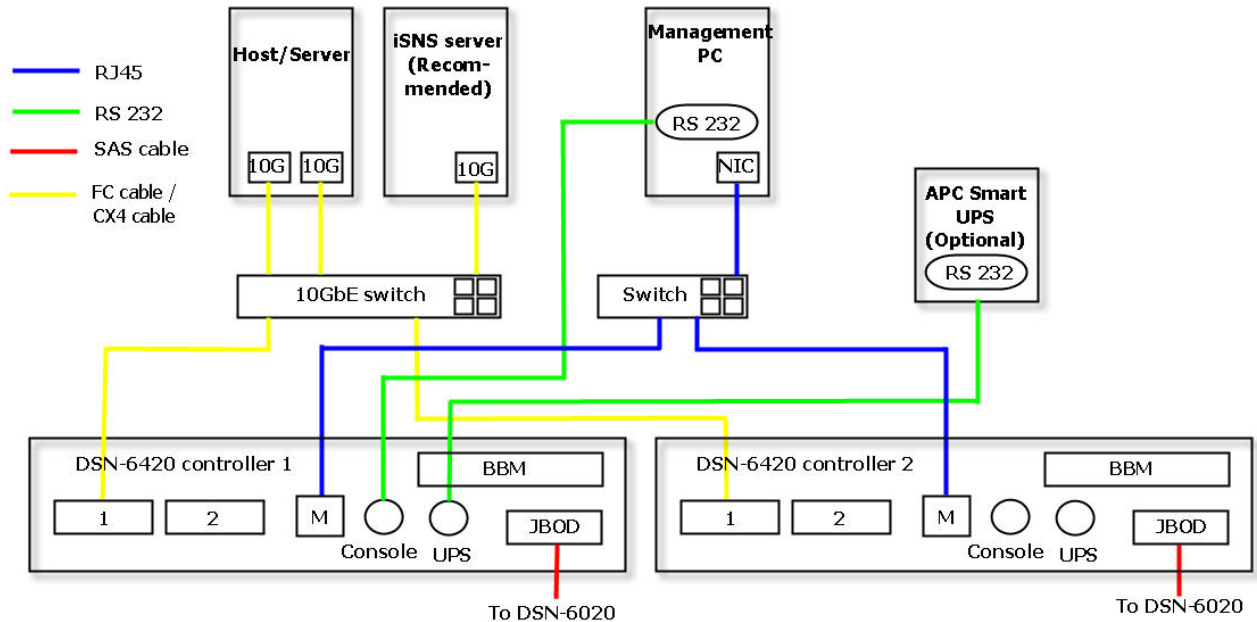 RJ45
RS 232
SAS cable
FC cable /
CX4 cable
Host/Server
10G
10G
iSNS server
(Recom-
mended)
10G
Management
PC
RS 232
NIC
APC Smart
UPS
(Optional)
RS 232
10GbE switch
Switch
DSN-6420 controller 1
BBM
1
2
M
Console
UPS
JBOD
To DSN-6020
DSN-6420 controller 2
BBM
1
2
M
Console
UPS
JBOD
To DSN-6020